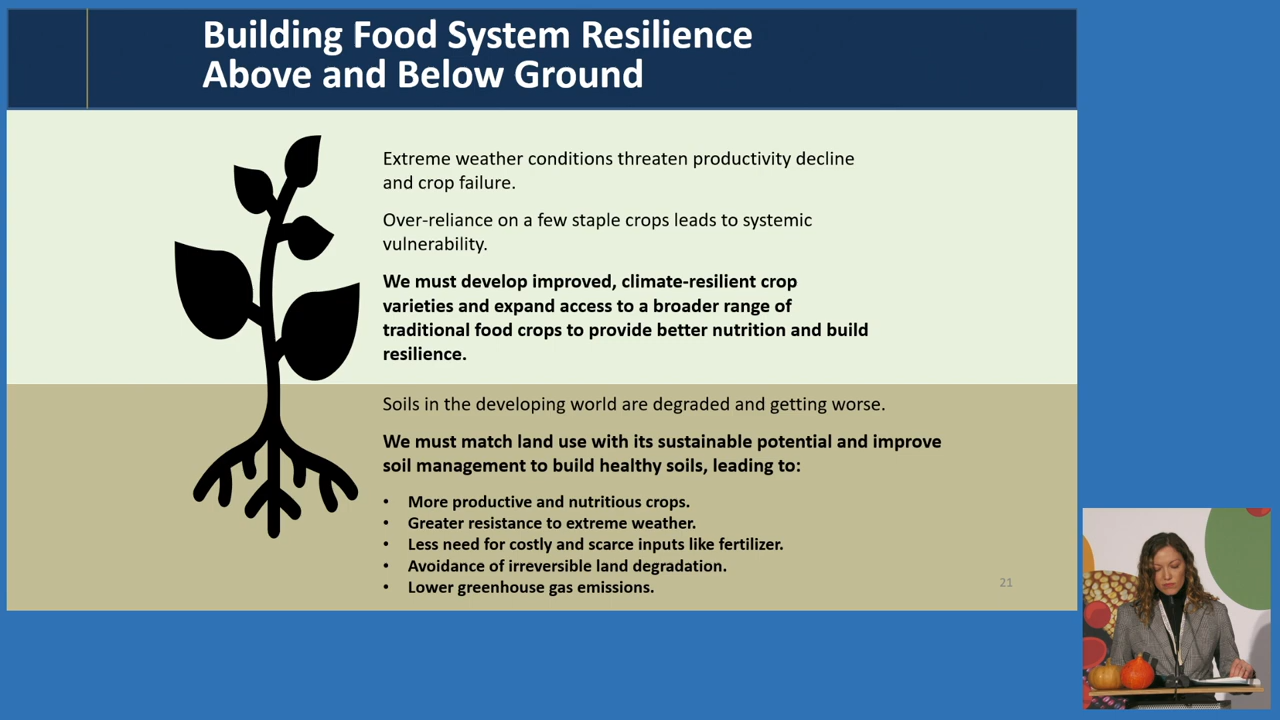 Building Food System Resilience
Above and Below Ground
Extreme weather conditions threaten productivity decline
and crop failure.
Over-reliance on a few staple crops leads to systemic
vulnerability.
We must develop improved, climate-resilient crop
varieties and expand access to a broader range of
traditional food crops to provide better nutrition and build
resilience.
Soils in the developing world are degraded and getting worse.
We must match land use with its sustainable potential and improve
soil management to build healthy soils, leading to:
• More productive and nutritious crops.
• Greater resistance to extreme weather.
• Less need for costly and scarce inputs like fertilizer.
• Avoidance of irreversible land degradation.
• Lower greenhouse gas emissions.
21